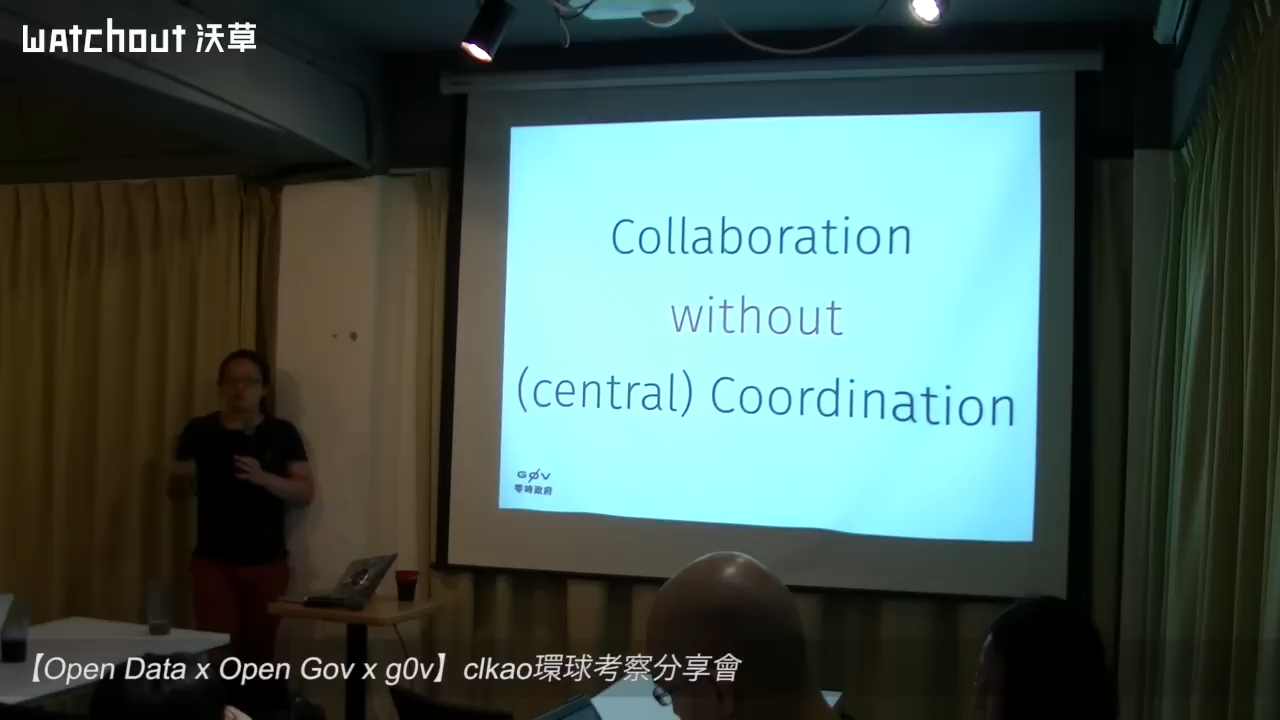 WATCHOUT 沃草
Collaboration
without
(central) Coordination
GØV
零時政府
【Open Data x Open Gov x g0v】clkao環球考察分享會